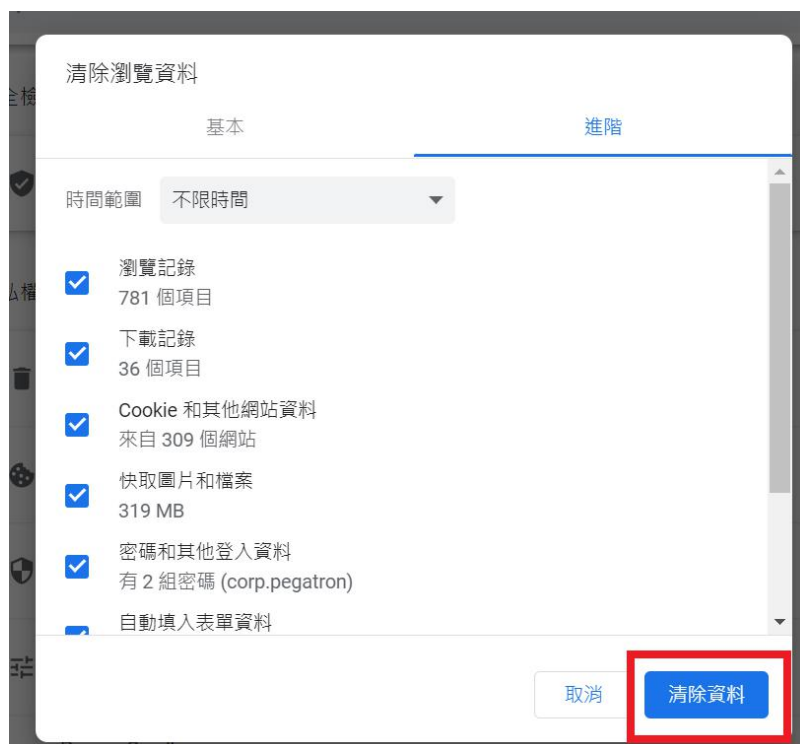 清除瀏覽資料
基本
進階
時間範圍 不限時間
瀏覽記錄
781 個項目
下載記錄
36 個項目
Cookie 和其他網站資料
來自 309 個網站
快取圖片和檔案
319 MB
密碼和其他登入資料
有 2 組密碼 (corp.pegatron)
自動填入表單資料
取消
清除資料